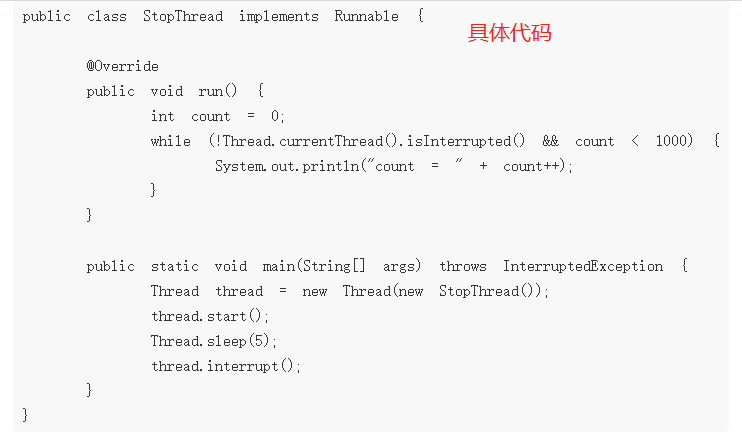 public class StopThread implements Runnable {
具体代码
@Override
public void run() {
int count = 0;
while (!Thread.currentThread().isInterrupted() && count < 1000) {
System.out.println("count = " + count++);
}
}
public static void main(String[] args) throws InterruptedException {
Thread thread = new Thread(new StopThread());
thread.start();
Thread.sleep(5);
thread.interrupt();
}
}